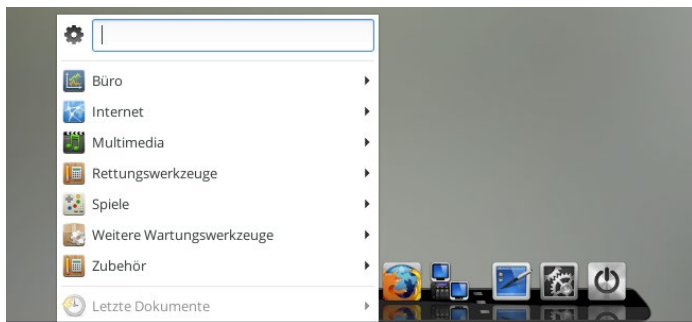 Büro
Internet
Multimedia
Rettungswerkzeuge
Spiele
Weitere Wartungswerkzeuge
Zubehör
Letzte Dokumente